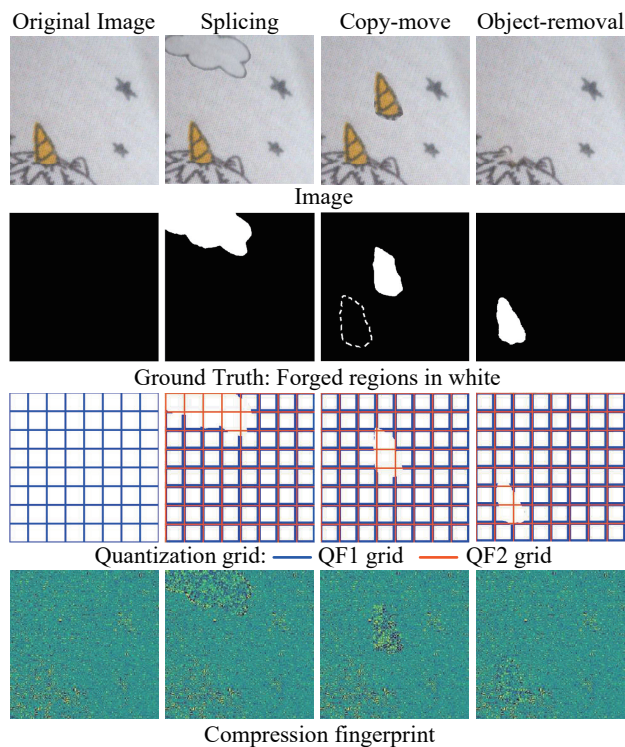 Original Image Splicing Copy-move Object-removal
Image
Ground Truth: Forged regions in white
Quantization grid: QF1 grid QF2 grid
Compression fingerprint